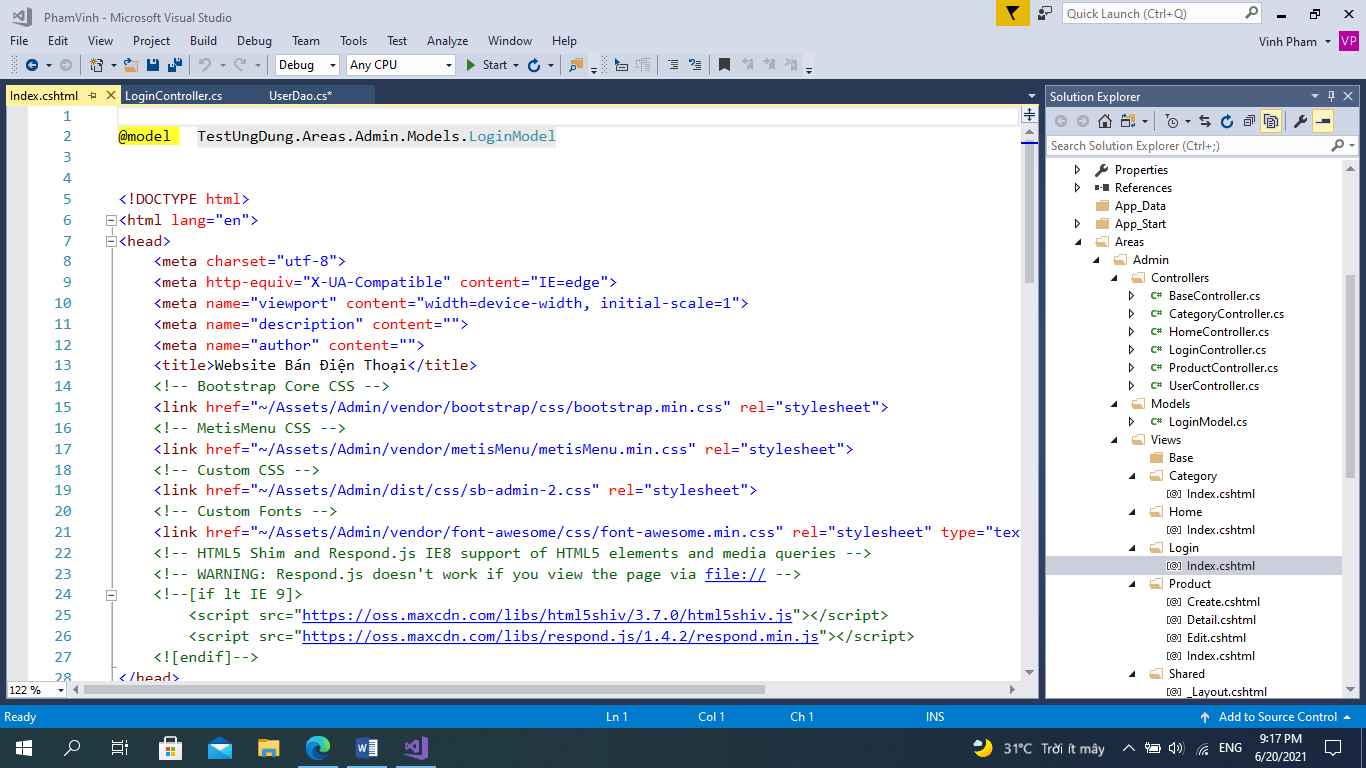 PhamVinh - Microsoft Visual Studio
Quick Launch (Ctrl+Q)
File Edit View Project Build Debug Team Tools Test Analyze Window Help
Vinh Pham VP
Debug Any CPU Start
Index.cshtml LoginController.cs UserDao.cs*
1
2 @model TestUngDung.Areas.Admin.Models.LoginModel
3
4
5 <!DOCTYPE html>
6 <html lang="en">
7 <head>
8 <meta charset="utf-8">
9 <meta http-equiv="X-UA-Compatible" content="IE=edge">
10 <meta name="viewport" content="width=device-width, initial-scale=1">
11 <meta name="description" content="">
12 <meta name="author" content="">
13 <title>Website Bán Điện Thoại</title>
14 <!-- Bootstrap Core CSS -->
15 <link href="~/Assets/Admin/vendor/bootstrap/css/bootstrap.min.css" rel="stylesheet">
16 <!-- MetisMenu CSS -->
17 <link href="~/Assets/Admin/vendor/metisMenu/metisMenu.min.css" rel="stylesheet">
18 <!-- Custom CSS -->
19 <link href="~/Assets/Admin/dist/css/sb-admin-2.css" rel="stylesheet">
20 <!-- Custom Fonts -->
21 <link href="~/Assets/Admin/vendor/font-awesome/css/font-awesome.min.css" rel="stylesheet" type="tex
22 <!-- HTML5 Shim and Respond.js IE8 support of HTML5 elements and media queries -->
23 <!-- WARNING: Respond.js doesn't work if you view the page via file:// -->
24 <!--[if lt IE 9]>
25 <script src="https://oss.maxcdn.com/libs/html5shiv/3.7.0/html5shiv.js"></script>
26 <script src="https://oss.maxcdn.com/libs/respond.js/1.4.2/respond.min.js"></script>
27 <![endif]-->
28 </head>
122 %
Solution Explorer
Search Solution Explorer (Ctrl+;)
Properties
References
App_Data
App_Start
Areas
Admin
Controllers
C# BaseController.cs
C# CategoryController.cs
C# HomeController.cs
C# LoginController.cs
C# ProductController.cs
C# UserController.cs
Models
C# LoginModel.cs
Views
Base
Category
[@] Index.cshtml
Home
[@] Index.cshtml
Login
[@] Index.cshtml
Product
[@] Create.cshtml
[@] Detail.cshtml
[@] Edit.cshtml
[@] Index.cshtml
Shared
[@] _Layout.cshtml
Ready Ln 1 Col 1 Ch 1 INS Add to Source Control
31°C Trời ít mây ENG 9:17 PM
6/20/2021